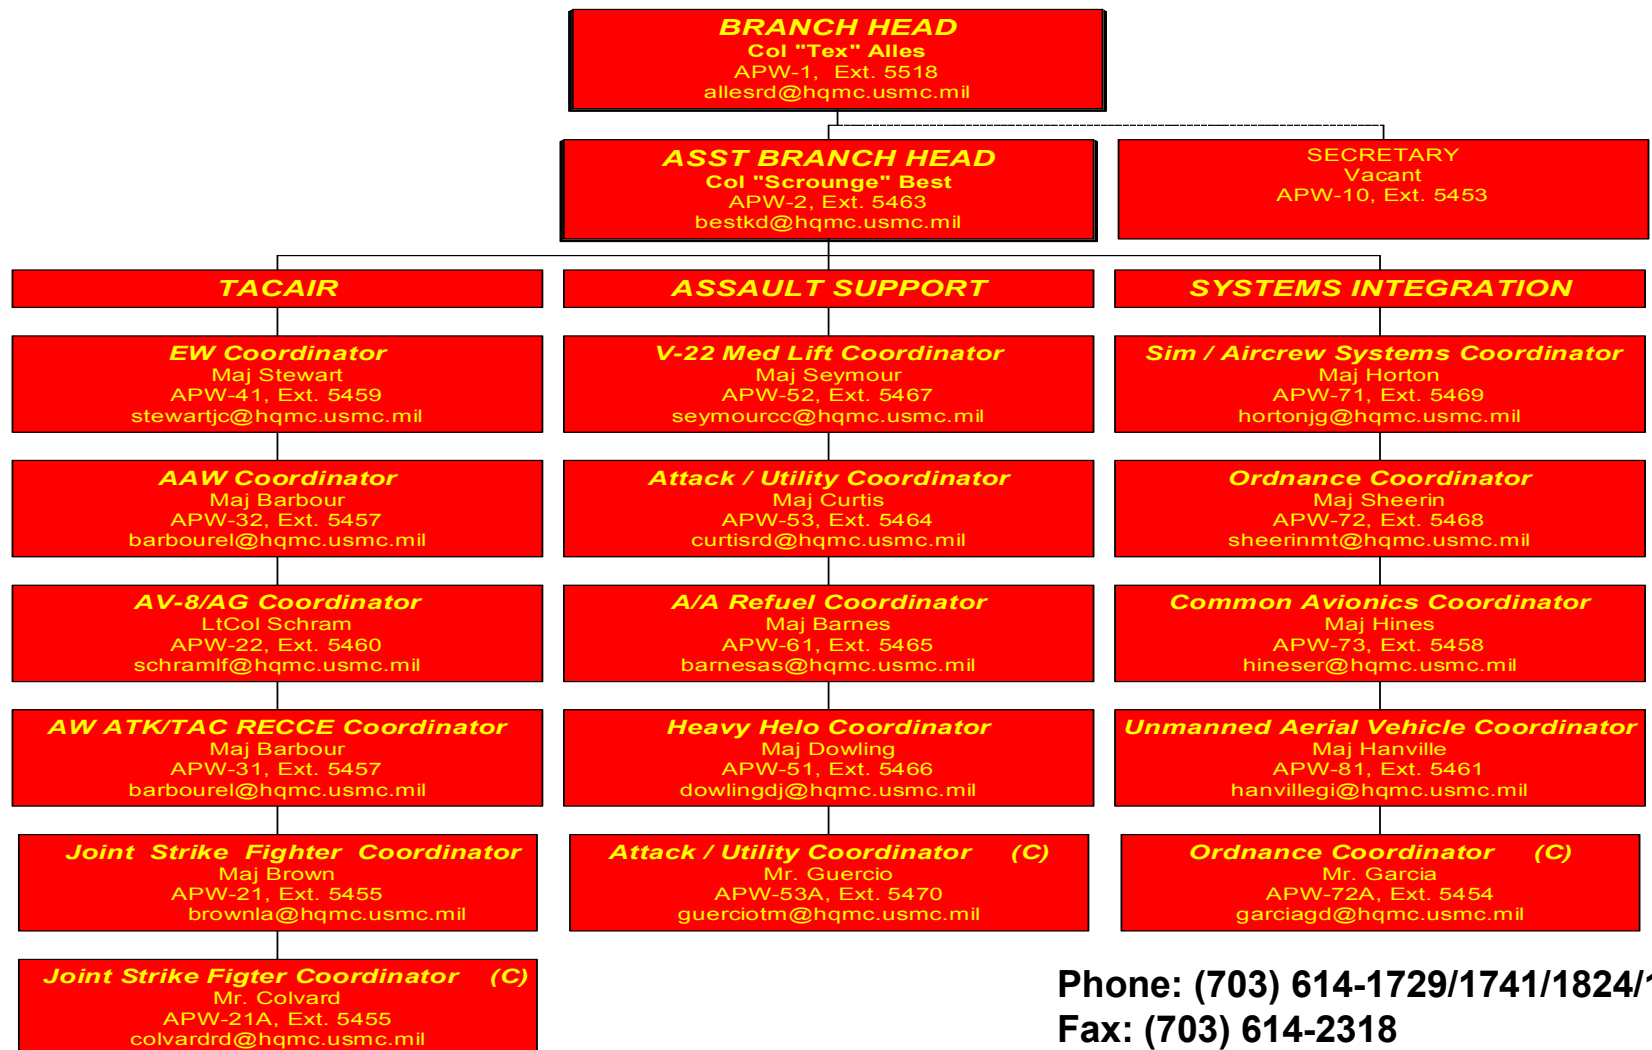 BRANCH HEAD
Col "Tex" Alles
APW-1, Ext. 5518
allesrd@hqmc.usmc.mil
ASST BRANCH HEAD
Col "Scrounge" Best
APW-2, Ext. 5463
bestkd@hqmc.usmc.mil
SECRETARY
Vacant
APW-10, Ext. 5453
TACAIR
EW Coordinator
Maj Stewart
APW-41, Ext. 5459
stewartjc@hqmc.usmc.mil
AAW Coordinator
Maj Barbour
APW-32, Ext. 5457
barbourel@hqmc.usmc.mil
AV-8/AG Coordinator
LtCol Schram
APW-22, Ext. 5460
schramlf@hqmc.usmc.mil
AW ATK/TAC RECCE Coordinator
Maj Barbour
APW-31, Ext. 5457
barbourel@hqmc.usmc.mil
Joint Strike Fighter Coordinator
Maj Brown
APW-21, Ext. 5455
brownla@hqmc.usmc.mil
Joint Strike Figter Coordinator (C)
Mr. Colvard
APW-21A, Ext. 5455
colvardrd@hqmc.usmc.mil
ASSAULT SUPPORT
V-22 Med Lift Coordinator
Maj Seymour
APW-52, Ext. 5467
seymourcc@hqmc.usmc.mil
Attack / Utility Coordinator
Maj Curtis
APW-53, Ext. 5464
curtisrd@hqmc.usmc.mil
A/A Refuel Coordinator
Maj Barnes
APW-61, Ext. 5465
barnesas@hqmc.usmc.mil
Heavy Helo Coordinator
Maj Dowling
APW-51, Ext. 5466
dowlingdj@hqmc.usmc.mil
Attack / Utility Coordinator (C)
Mr. Guercio
APW-53A, Ext. 5470
guerciotm@hqmc.usmc.mil
SYSTEMS INTEGRATION
Sim / Aircrew Systems Coordinator
Maj Horton
APW-71, Ext. 5469
hortonjg@hqmc.usmc.mil
Ordnance Coordinator
Maj Sheerin
APW-72, Ext. 5468
sheerinmt@hqmc.usmc.mil
Common Avionics Coordinator
Maj Hines
APW-73, Ext. 5458
hineser@hqmc.usmc.mil
Unmanned Aerial Vehicle Coordinator
Maj Hanville
APW-81, Ext. 5461
hanvillegi@hqmc.usmc.mil
Ordnance Coordinator (C)
Mr. Garcia
APW-72A, Ext. 5454
garciagd@hqmc.usmc.mil
Phone: (703) 614-1729/1741/1824/
Fax: (703) 614-2318